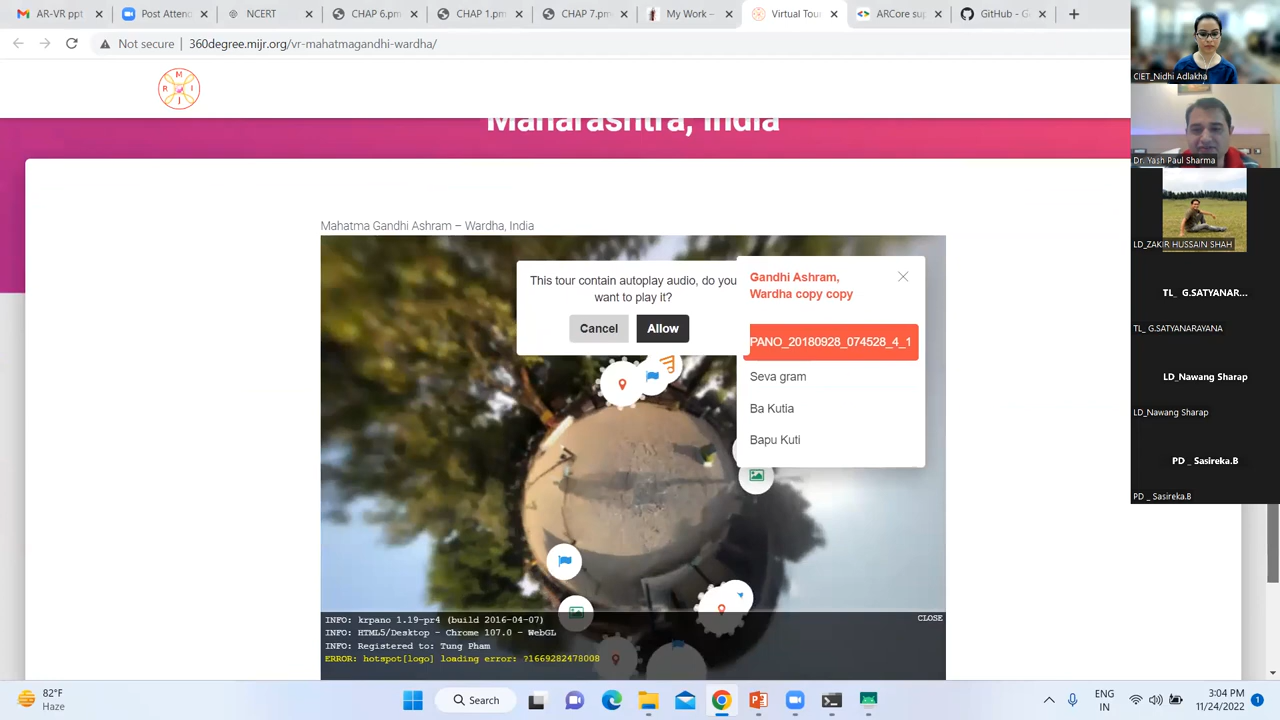 AR-VR ppt
Post Atten
NCERT
CHAP 6.pm
CHAP 1.pm
CHAP 7.pm
My Work –
Virtual Tour
ARCore sup
GitHub - G
Not secure
360degree.mijr.org/vr-mahatmagandhi-wardha/
M
R I
J
Maharashtra, India
Mahatma Gandhi Ashram – Wardha, India
This tour contain autoplay audio, do you
want to play it?
Cancel
Allow
Gandhi Ashram,
Wardha copy copy
PANO_20180928_074528_4_1
Seva gram
Ba Kutia
Bapu Kuti
INFO: krpano 1.19-pr4 (build 2016-04-07)
INFO: HTML5/Desktop - Chrome 107.0 - WebGL
INFO: Registered to: Tung Pham
ERROR: hotspot[logo] loading error: ?1669282478008
CLOSE
CIET_Nidhi Adlakha
Dr. Yash Paul Sharma
LD_ZAKIR HUSSAIN SHAH
TL_ G.SATYANAR...
TL_ G.SATYANARAYANA
LD_Nawang Sharap
LD_Nawang Sharap
PD _ Sasireka.B
PD _ Sasireka.B
82°F
Haze
Search
ENG
IN
3:04 PM
11/24/2022
1